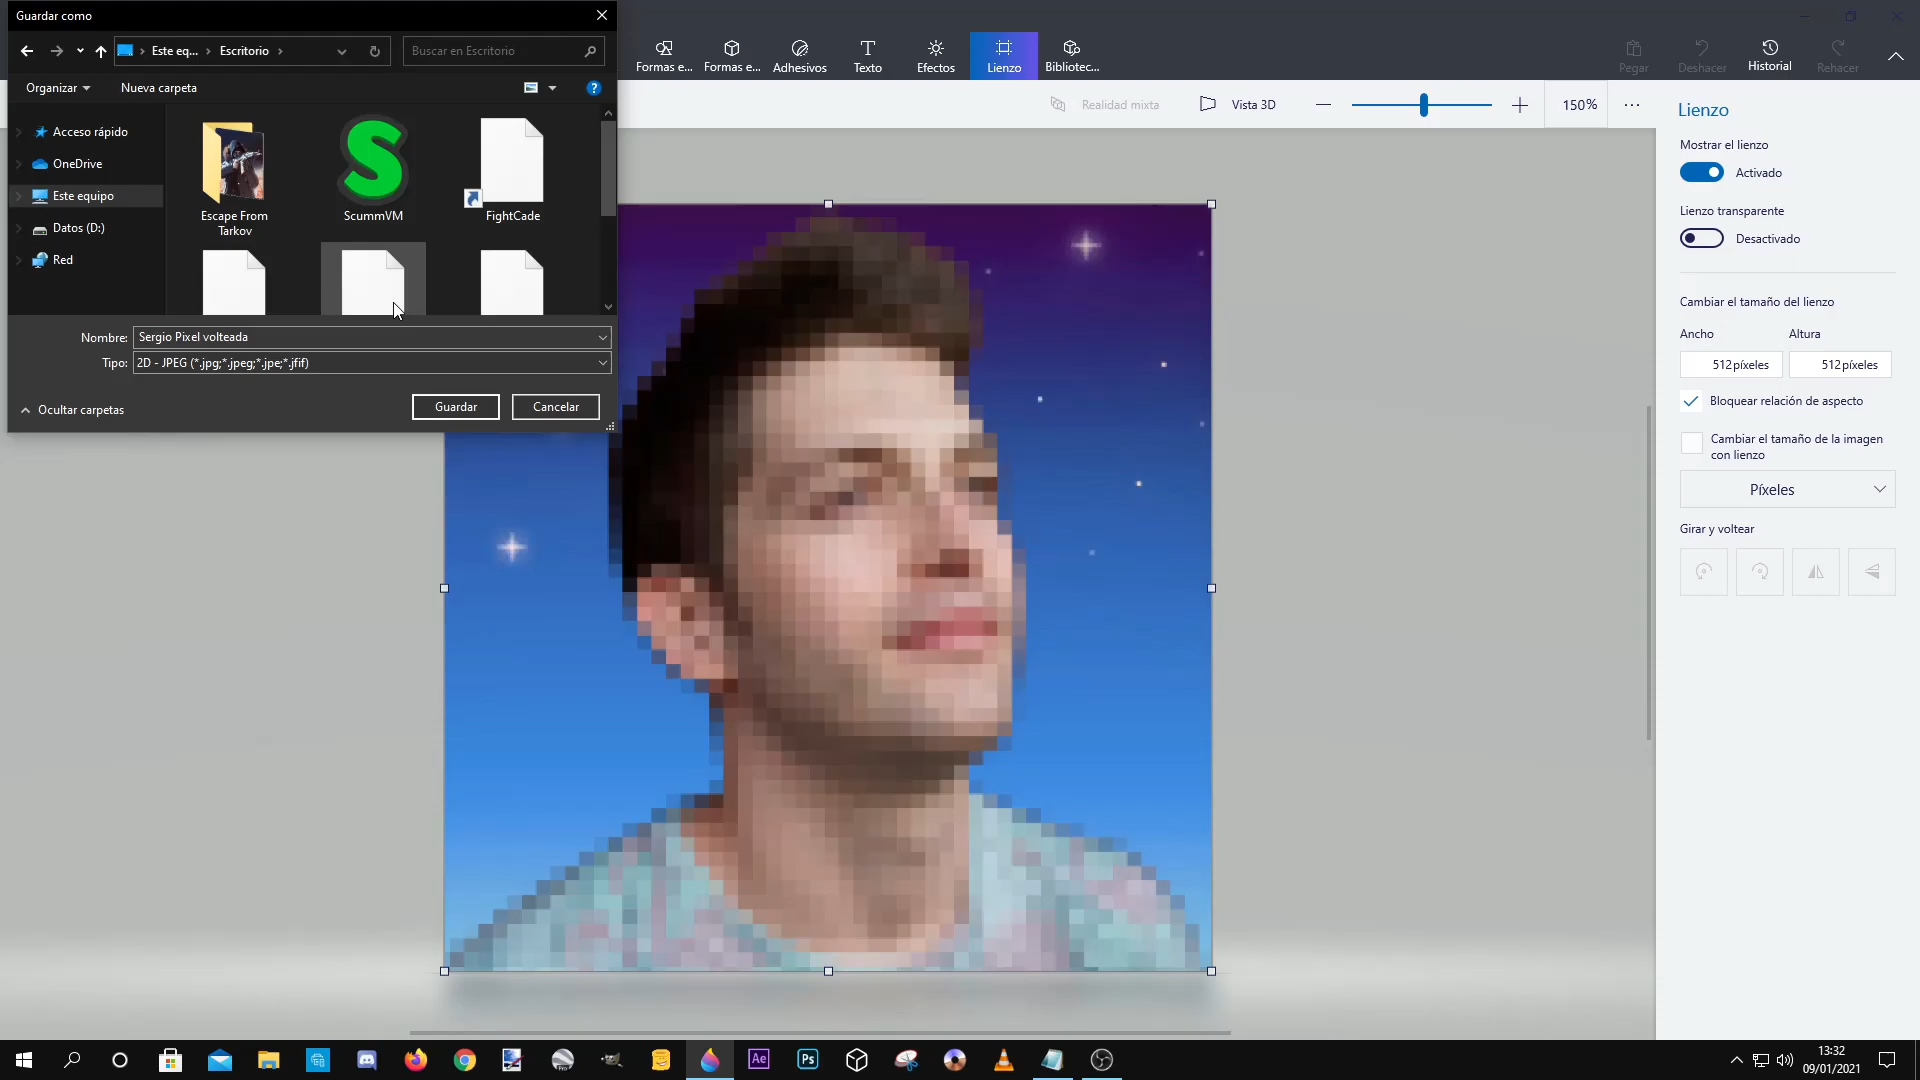 Guardar como
Este eq... Escritorio
Buscar en Escritorio
Organizar
Nueva carpeta
?
Acceso rápido
OneDrive
Este equipo
Datos (D:)
Red
Escape From
Tarkov
S
ScummVM
FightCade
Nombre: Sergio Pixel volteada
Tipo: 2D - JPEG (*.jpg;*.jpeg;*.jpe;*.jfif)
Ocultar carpetas
Guardar
Cancelar
Formas e...
Formas e...
Adhesivos
Texto
Efectos
Lienzo
Bibliotec...
Pegar
Deshacer
Historial
Rehacer
Realidad mixta
Vista 3D
150%
Lienzo
Mostrar el lienzo
Activado
Lienzo transparente
Desactivado
Cambiar el tamaño del lienzo
Ancho
Altura
512píxeles
512píxeles
Bloquear relación de aspecto
Cambiar el tamaño de la imagen
con lienzo
Píxeles
Girar y voltear
Ae
Ps
13:32
09/01/2021